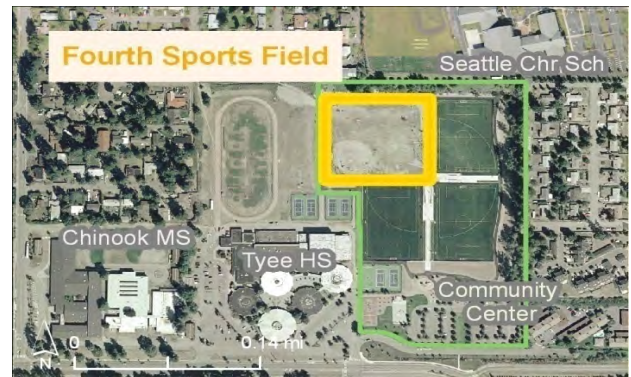 Fourth Sports Field
Seattle Chr Sch
Chinook MS
Tyee HS
Community
Center
0
0.14 mi
N